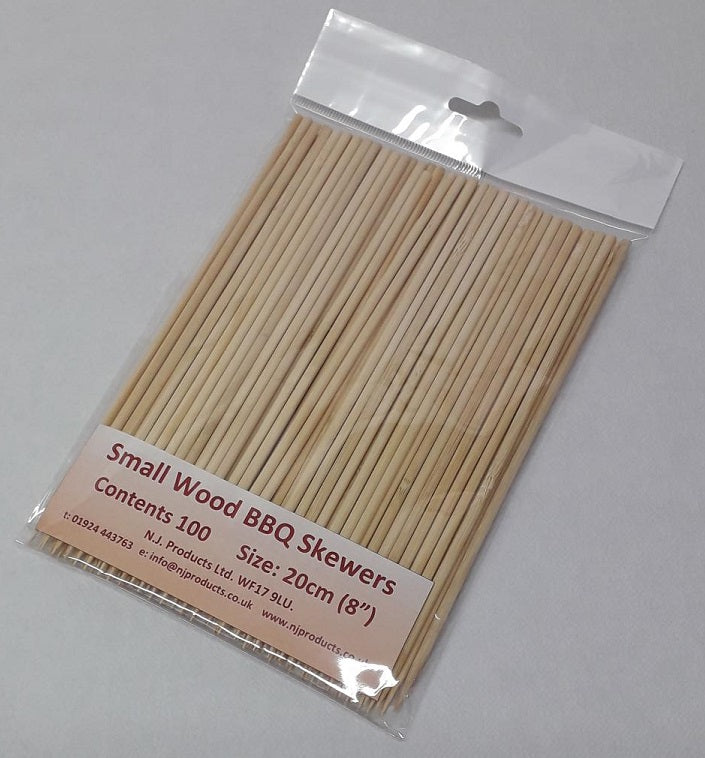 Small Wood BBQ Skewers
Contents 100 Size: 20cm (8”)
N.J. Products Ltd. WF17 9LU.
t: 01924 443763 e: info@njproducts.co.uk www.njproducts.co.u